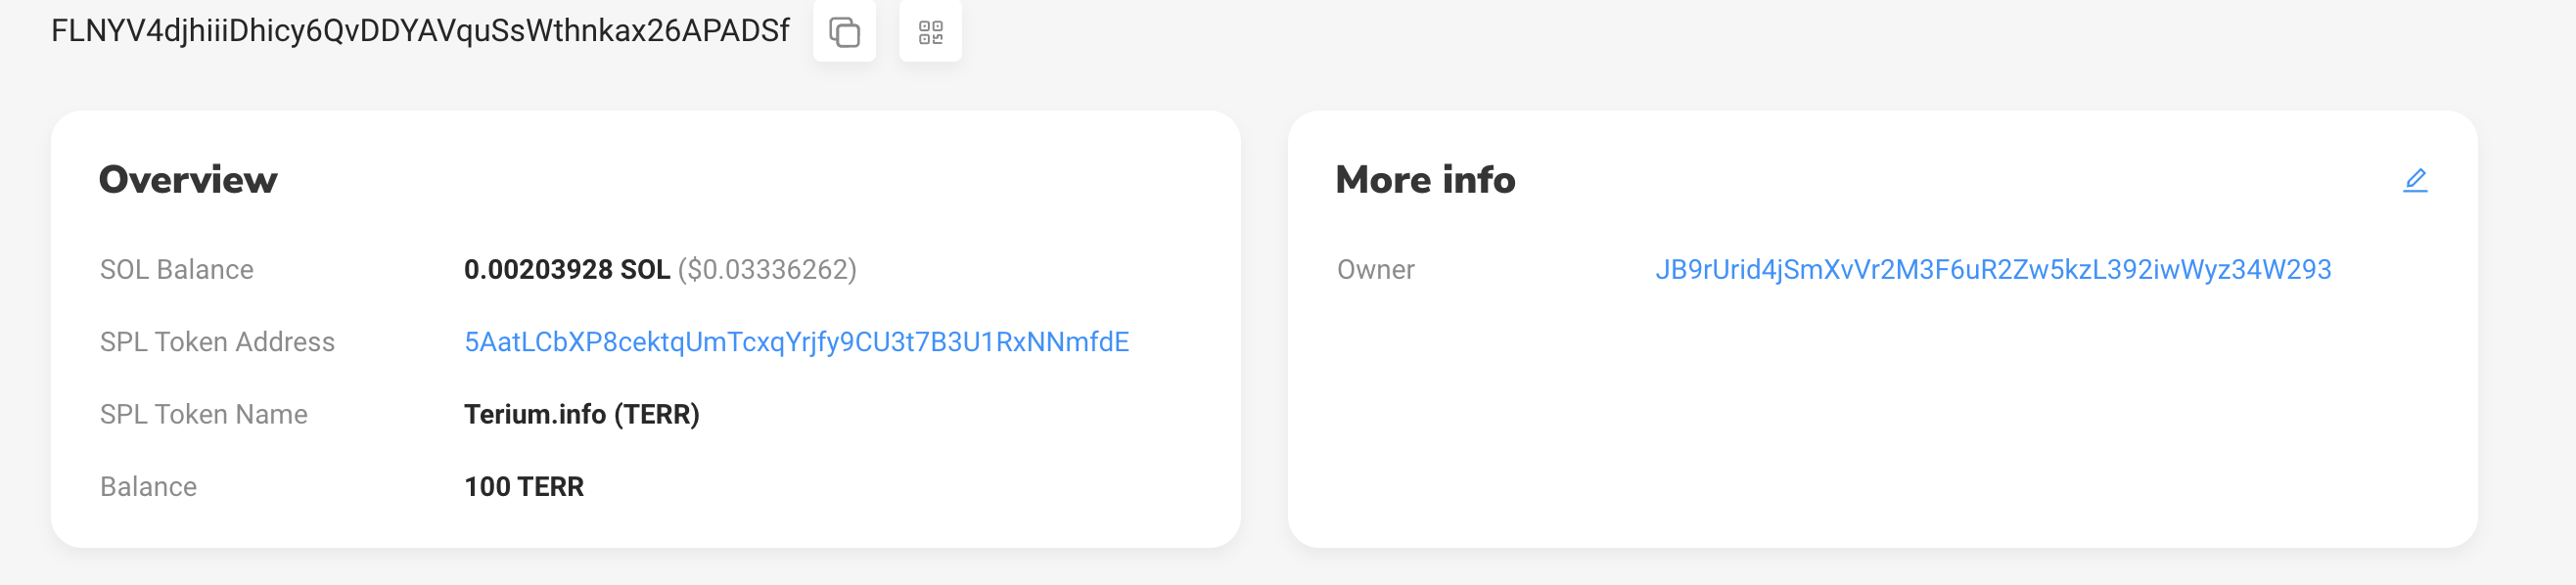 FLNYV4djhiiiDhicy6QvDDYAVquSsWthnkax26APADSf
Overview
SOL Balance 0.00203928 SOL ($0.03336262)
SPL Token Address 5AatLCbXP8cektqUmTcxqYrjfy9CU3t7B3U1RxNNmfdE
SPL Token Name Terium.info (TERR)
Balance 100 TERR
More info
Owner JB9rUrid4jSmXvVr2M3F6uR2Zw5kzL392iwWyz34W293